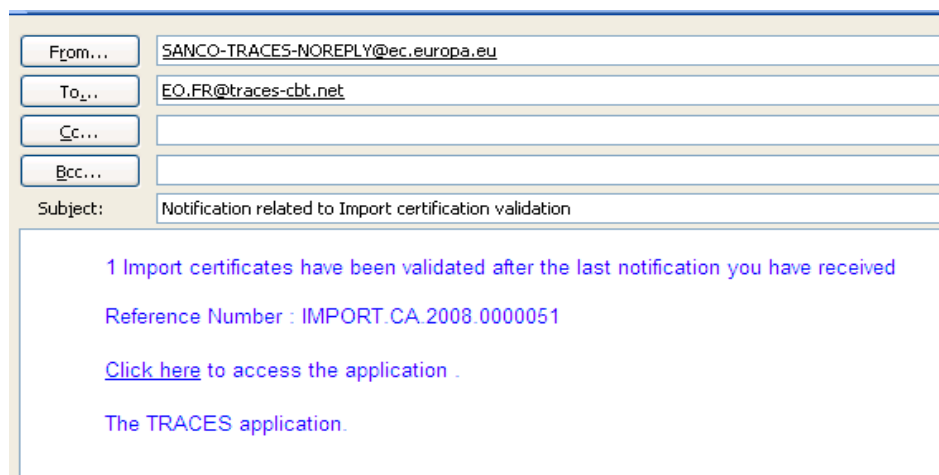 From... SANCO-TRACES-NOREPLY@ec.europa.eu
To... EO.FR@traces-cbt.net
Cc...
Bcc...
Subject: Notification related to Import certification validation
1 Import certificates have been validated after the last notification you have received
Reference Number : IMPORT.CA.2008.0000051
Click here to access the application .
The TRACES application.